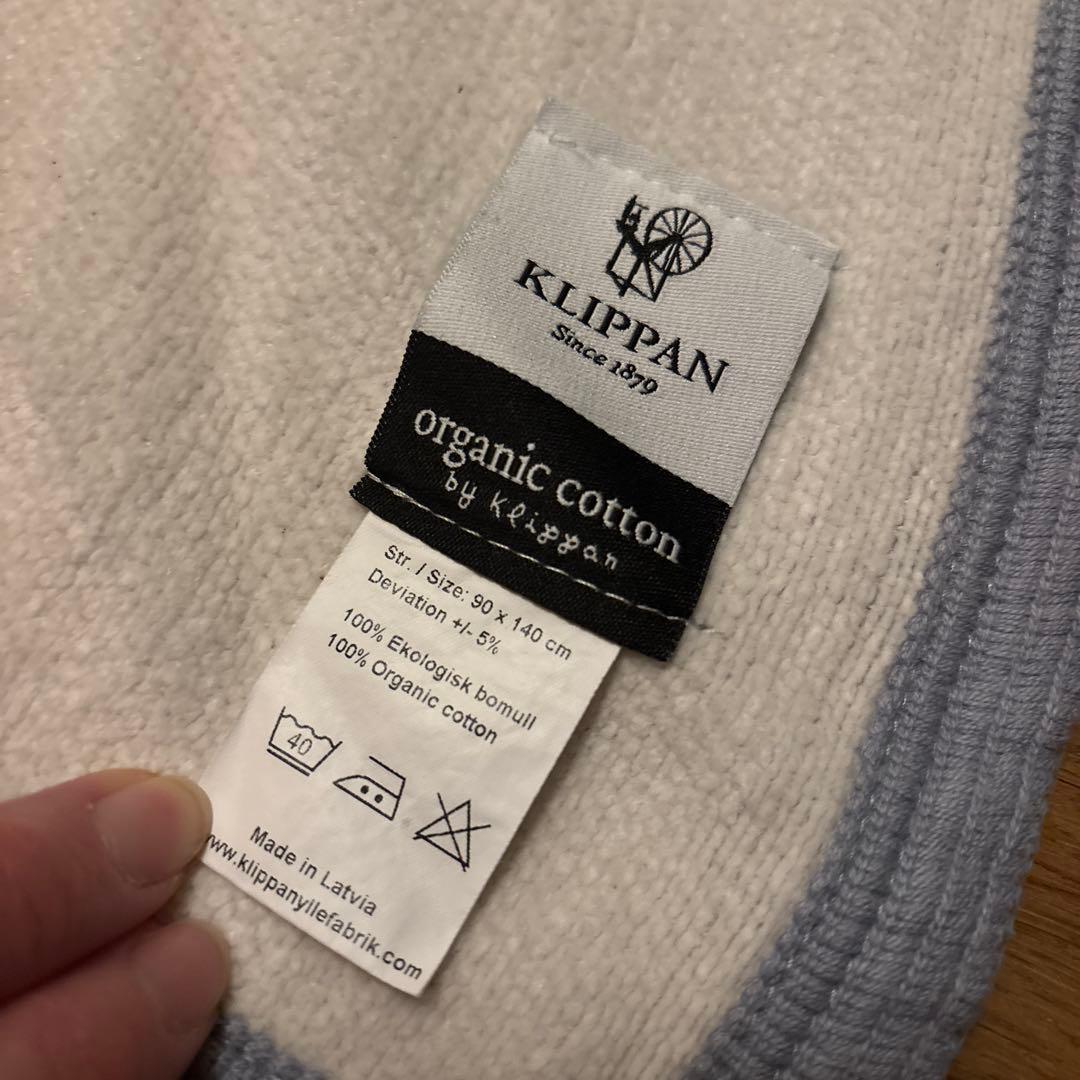 KLIPPAN
Since 1879
organic cotton
by Klippan
Str. / Size: 90 x 140 cm
Deviation +/- 5%
100% Ekologisk bomull
100% Organic cotton
40
Made in Latvia
www.klippanyllefabrik.com